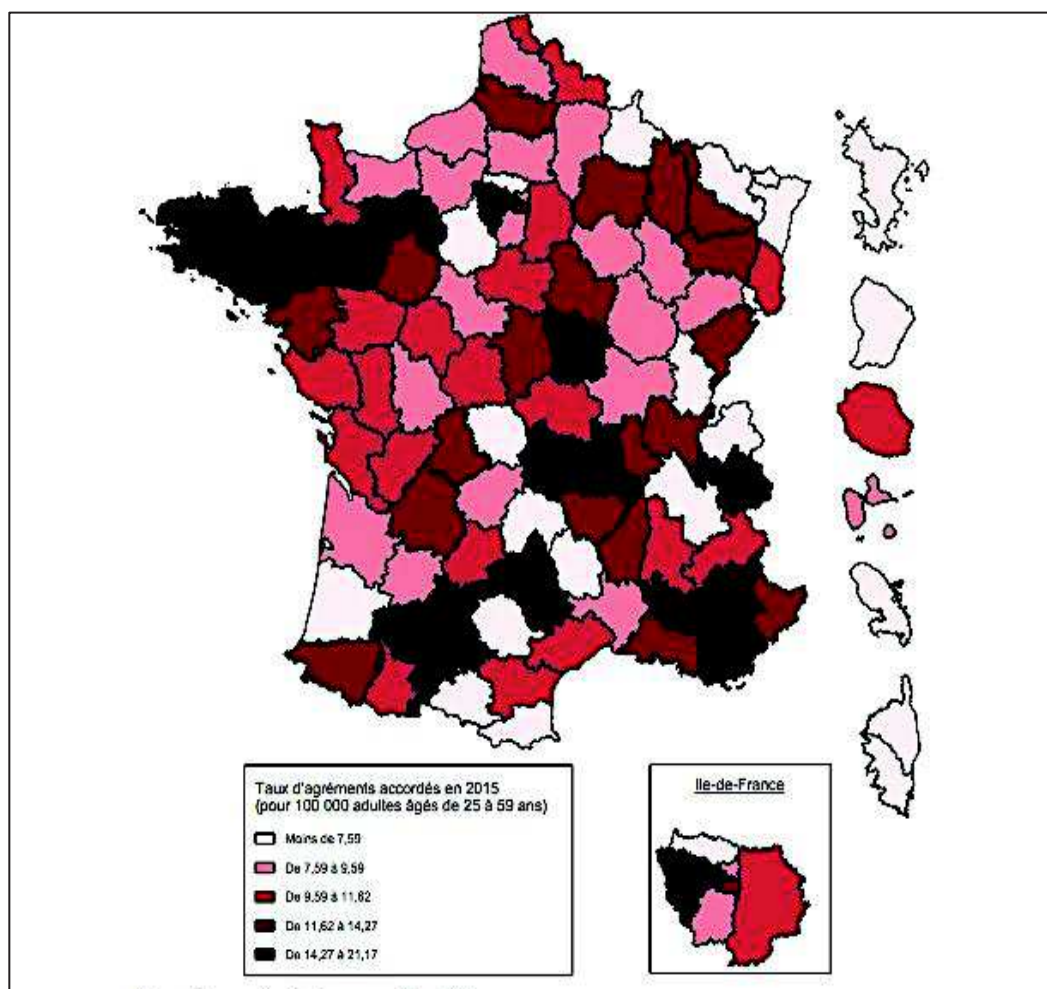 Taux d'agréments accordés en 2015
(pour 100 000 adultes âgés de 25 à 59 ans)
Moins de 7,59
De 7,59 à 9,59
De 9,59 à 11,62
De 11,62 à 14,27
De 14,27 à 21,17
Ile-de-France